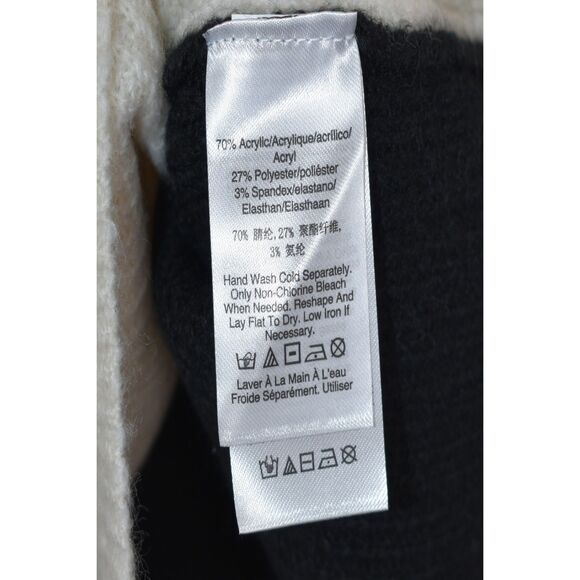 70% Acrylic/Acrylique/acrílico/
Acryl
27% Polyester/poliéster
3% Spandex/elastano/
Elasthan/Elasthaan
70% 腈纶, 27% 聚酯纤维,
3% 氨纶
Hand Wash Cold Separately.
Only Non-Chlorine Bleach
When Needed. Reshape And
Lay Flat To Dry. Low Iron If
Necessary.
Laver À La Main À L'eau
Froide Séparément. Utiliser